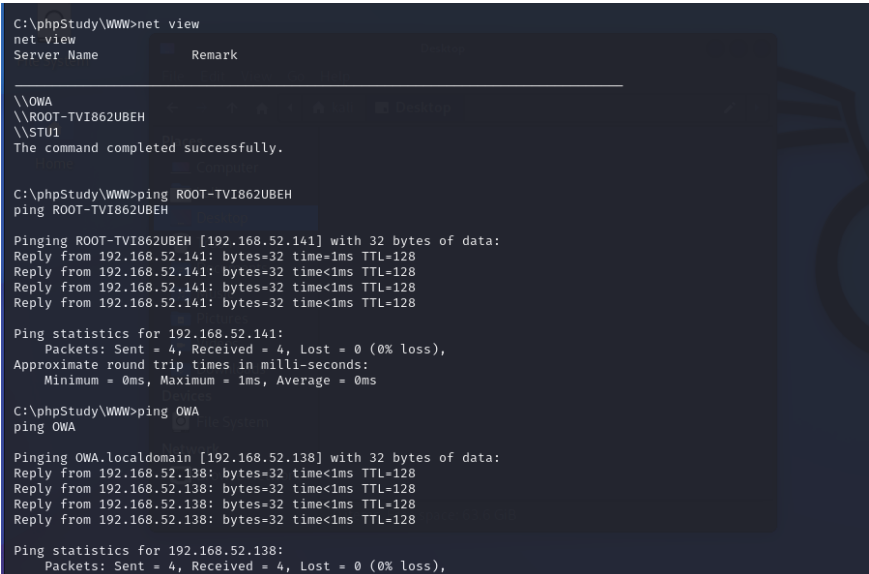 C:\phpStudy\WWW>net view
net view
Server Name            Remark
\\OWA
\\ROOT-TVI862UBEH
\\STU1
The command completed successfully.
C:\phpStudy\WWW>ping ROOT-TVI862UBEH
ping ROOT-TVI862UBEH
Pinging ROOT-TVI862UBEH [192.168.52.141] with 32 bytes of data:
Reply from 192.168.52.141: bytes=32 time=1ms TTL=128
Reply from 192.168.52.141: bytes=32 time<1ms TTL=128
Reply from 192.168.52.141: bytes=32 time<1ms TTL=128
Reply from 192.168.52.141: bytes=32 time<1ms TTL=128
Ping statistics for 192.168.52.141:
    Packets: Sent = 4, Received = 4, Lost = 0 (0% loss),
Approximate round trip times in milli-seconds:
    Minimum = 0ms, Maximum = 1ms, Average = 0ms
C:\phpStudy\WWW>ping OWA
ping OWA
Pinging OWA.localdomain [192.168.52.138] with 32 bytes of data:
Reply from 192.168.52.138: bytes=32 time<1ms TTL=128
Reply from 192.168.52.138: bytes=32 time<1ms TTL=128
Reply from 192.168.52.138: bytes=32 time<1ms TTL=128
Reply from 192.168.52.138: bytes=32 time<1ms TTL=128
Ping statistics for 192.168.52.138:
    Packets: Sent = 4, Received = 4, Lost = 0 (0% loss),
Desktop
Desktop
Computer
Devices
File System